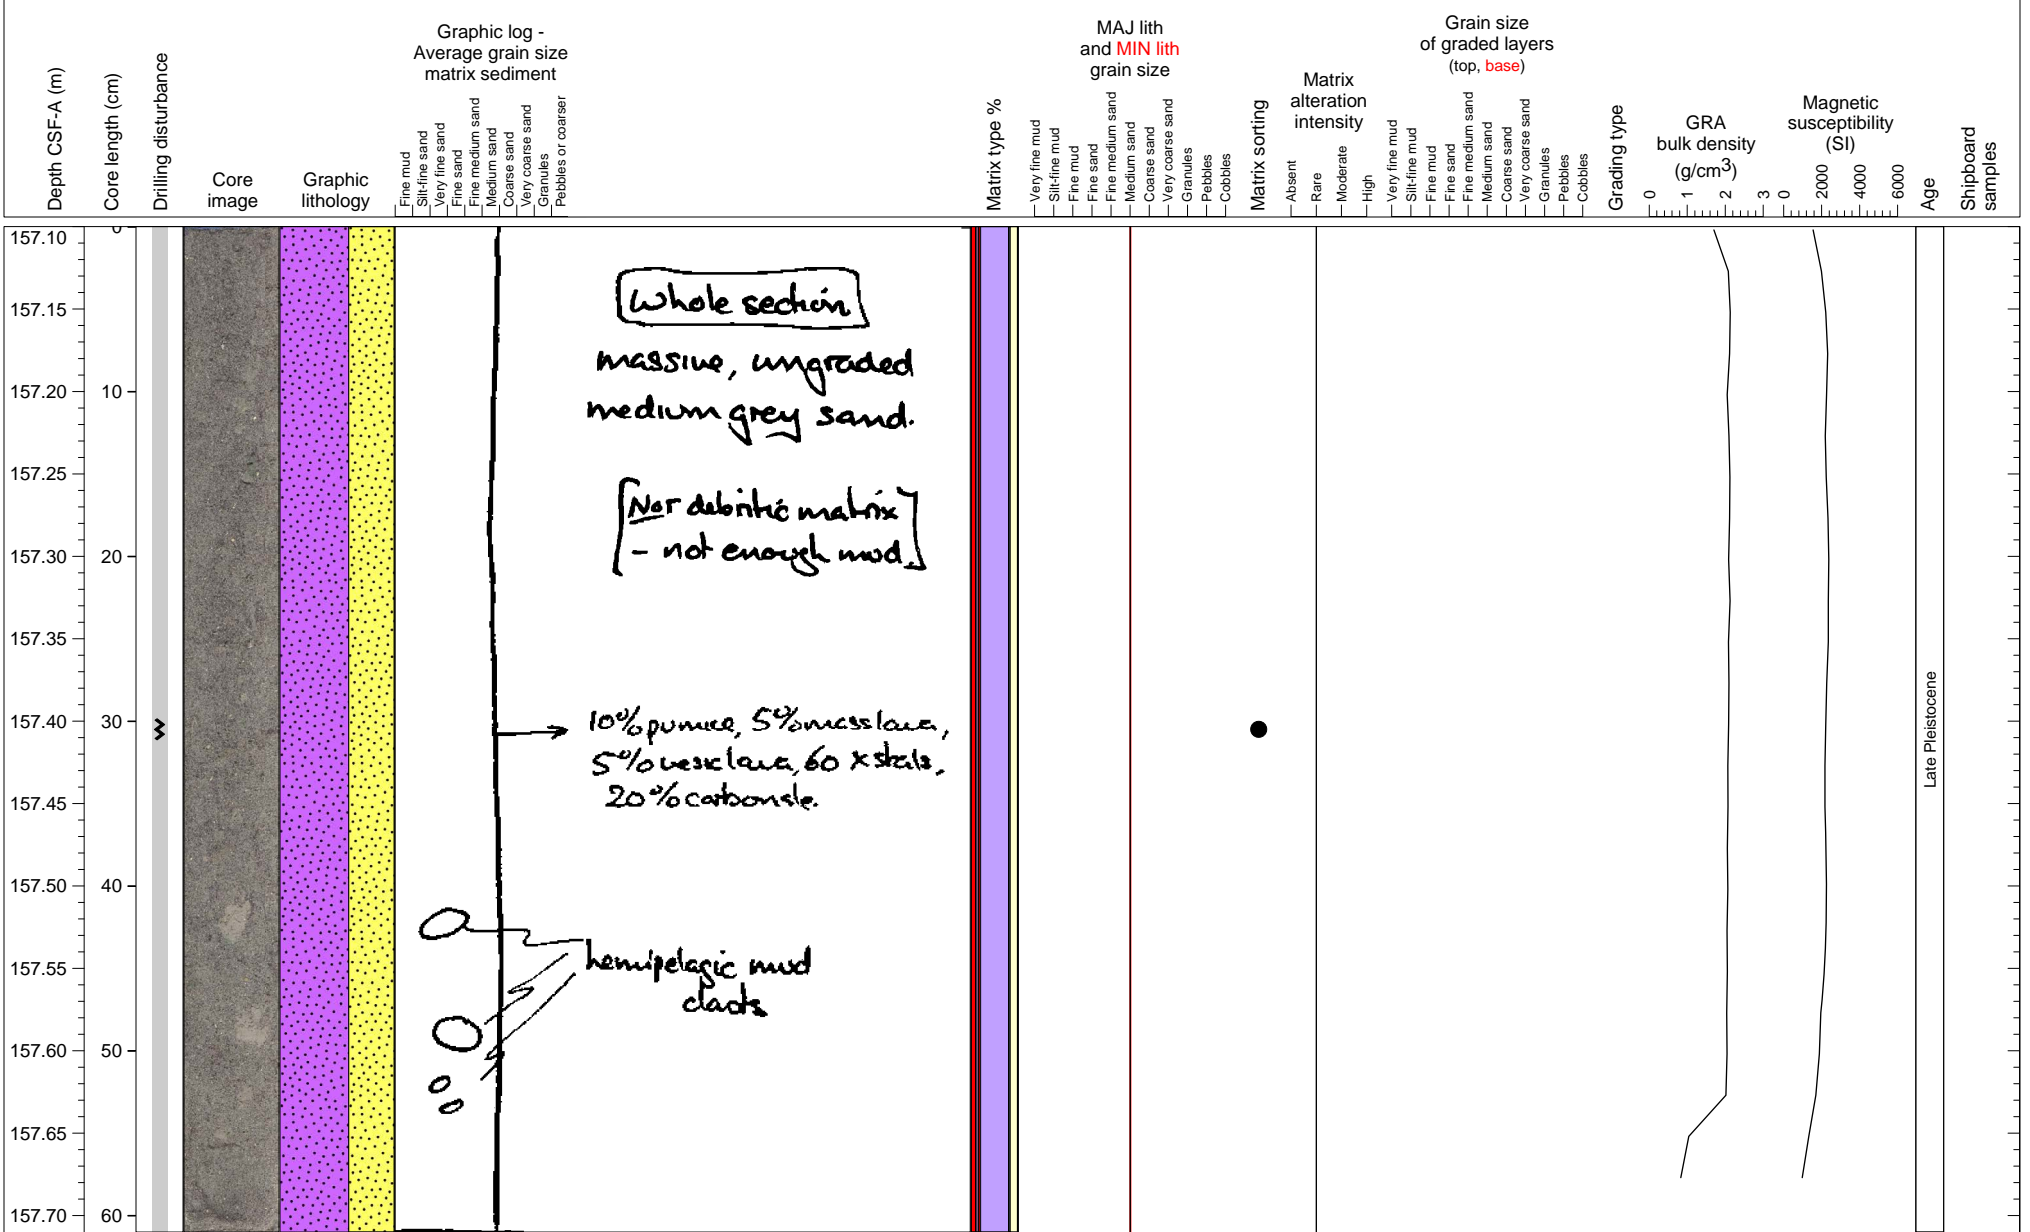 Depth CSF-A (m)
Core length (cm)
Drilling disturbance
Core
image
Graphic
lithology
Graphic log -
Average grain size
matrix sediment
Fine mud
Silt-fine sand
Very fine sand
Fine sand
Fine medium sand
Medium sand
Coarse sand
Very coarse sand
Granules
Pebbles or coarser
Matrix type %
MAJ lith
and MIN lith
grain size
Very fine mud
Silt-fine mud
Fine mud
Fine sand
Fine medium sand
Medium sand
Coarse sand
Very coarse sand
Granules
Pebbles
Cobbles
Matrix sorting
Matrix
alteration
intensity
Absent
Rare
Moderate
High
Grain size
of graded layers
(top, base)
Very fine mud
Silt-fine mud
Fine mud
Fine sand
Fine medium sand
Medium sand
Coarse sand
Very coarse sand
Granules
Pebbles
Cobbles
Grading type
GRA
bulk density
(g/cm3)
0 1 2 3
Magnetic
susceptibility
(SI)
0 2000 4000 6000
Age
Shipboard
samples
157.10 0
157.15
157.20 10
157.25
157.30 20
157.35
157.40 30
157.45
157.50 40
157.55
157.60 50
157.65
157.70 60
Whole section
massive, ungraded
medium grey sand.
[Not debritic matrix
- not enough mud.]
10% pumice, 5% mass lava,
5% vesic lava, 60 xstals,
20% carbonate.
hemipelagic mud
clasts
Late Pleistocene